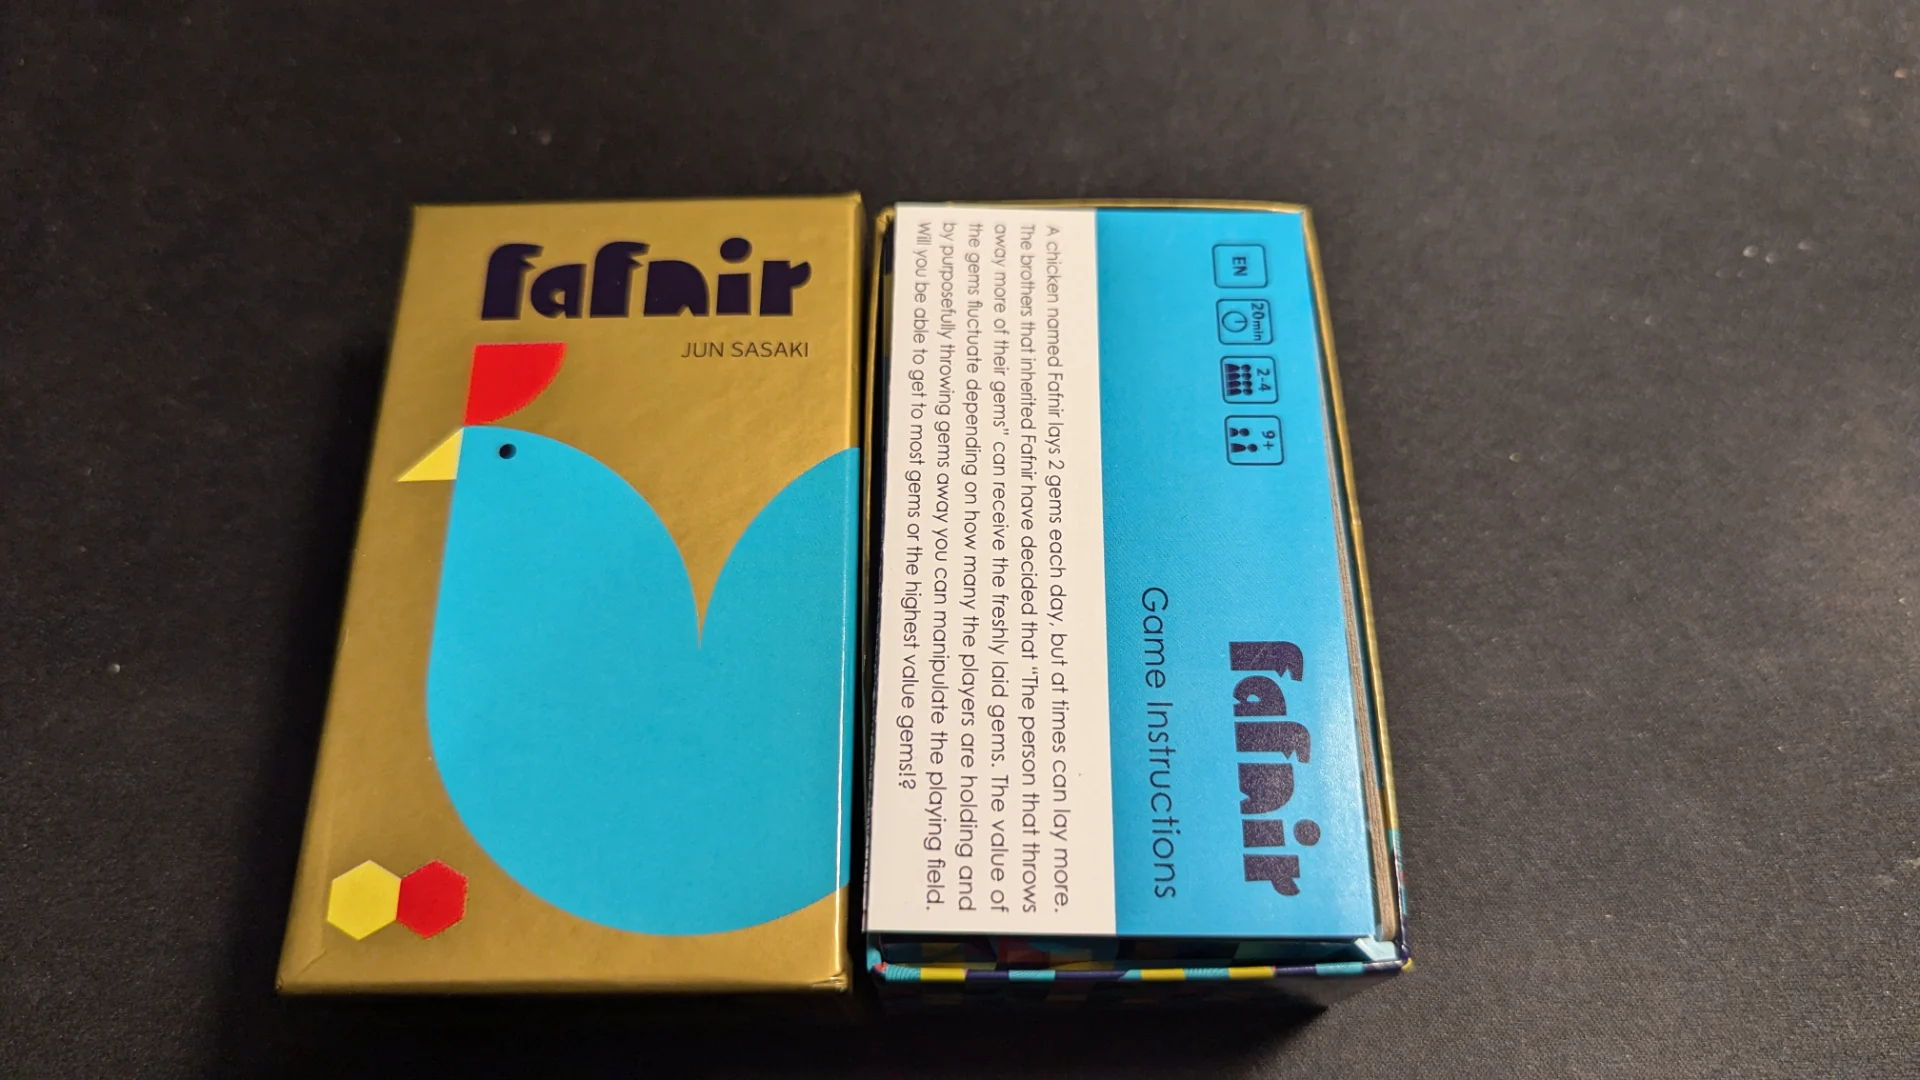 fafnir
JUN SASAKI
EN
20min
2-4
9+
fafnir
Game Instructions
A chicken named Fafnir lays 2 gems each day, but at times can lay more.
The brothers that inherited Fafnir have decided that "The person that throws
away more of their gems" can receive the freshly laid gems. The value of
the gems fluctuate depending on how many the players are holding and
by purposefully throwing gems away you can manipulate the playing field.
Will you be able to get to most gems or the highest value gems!?